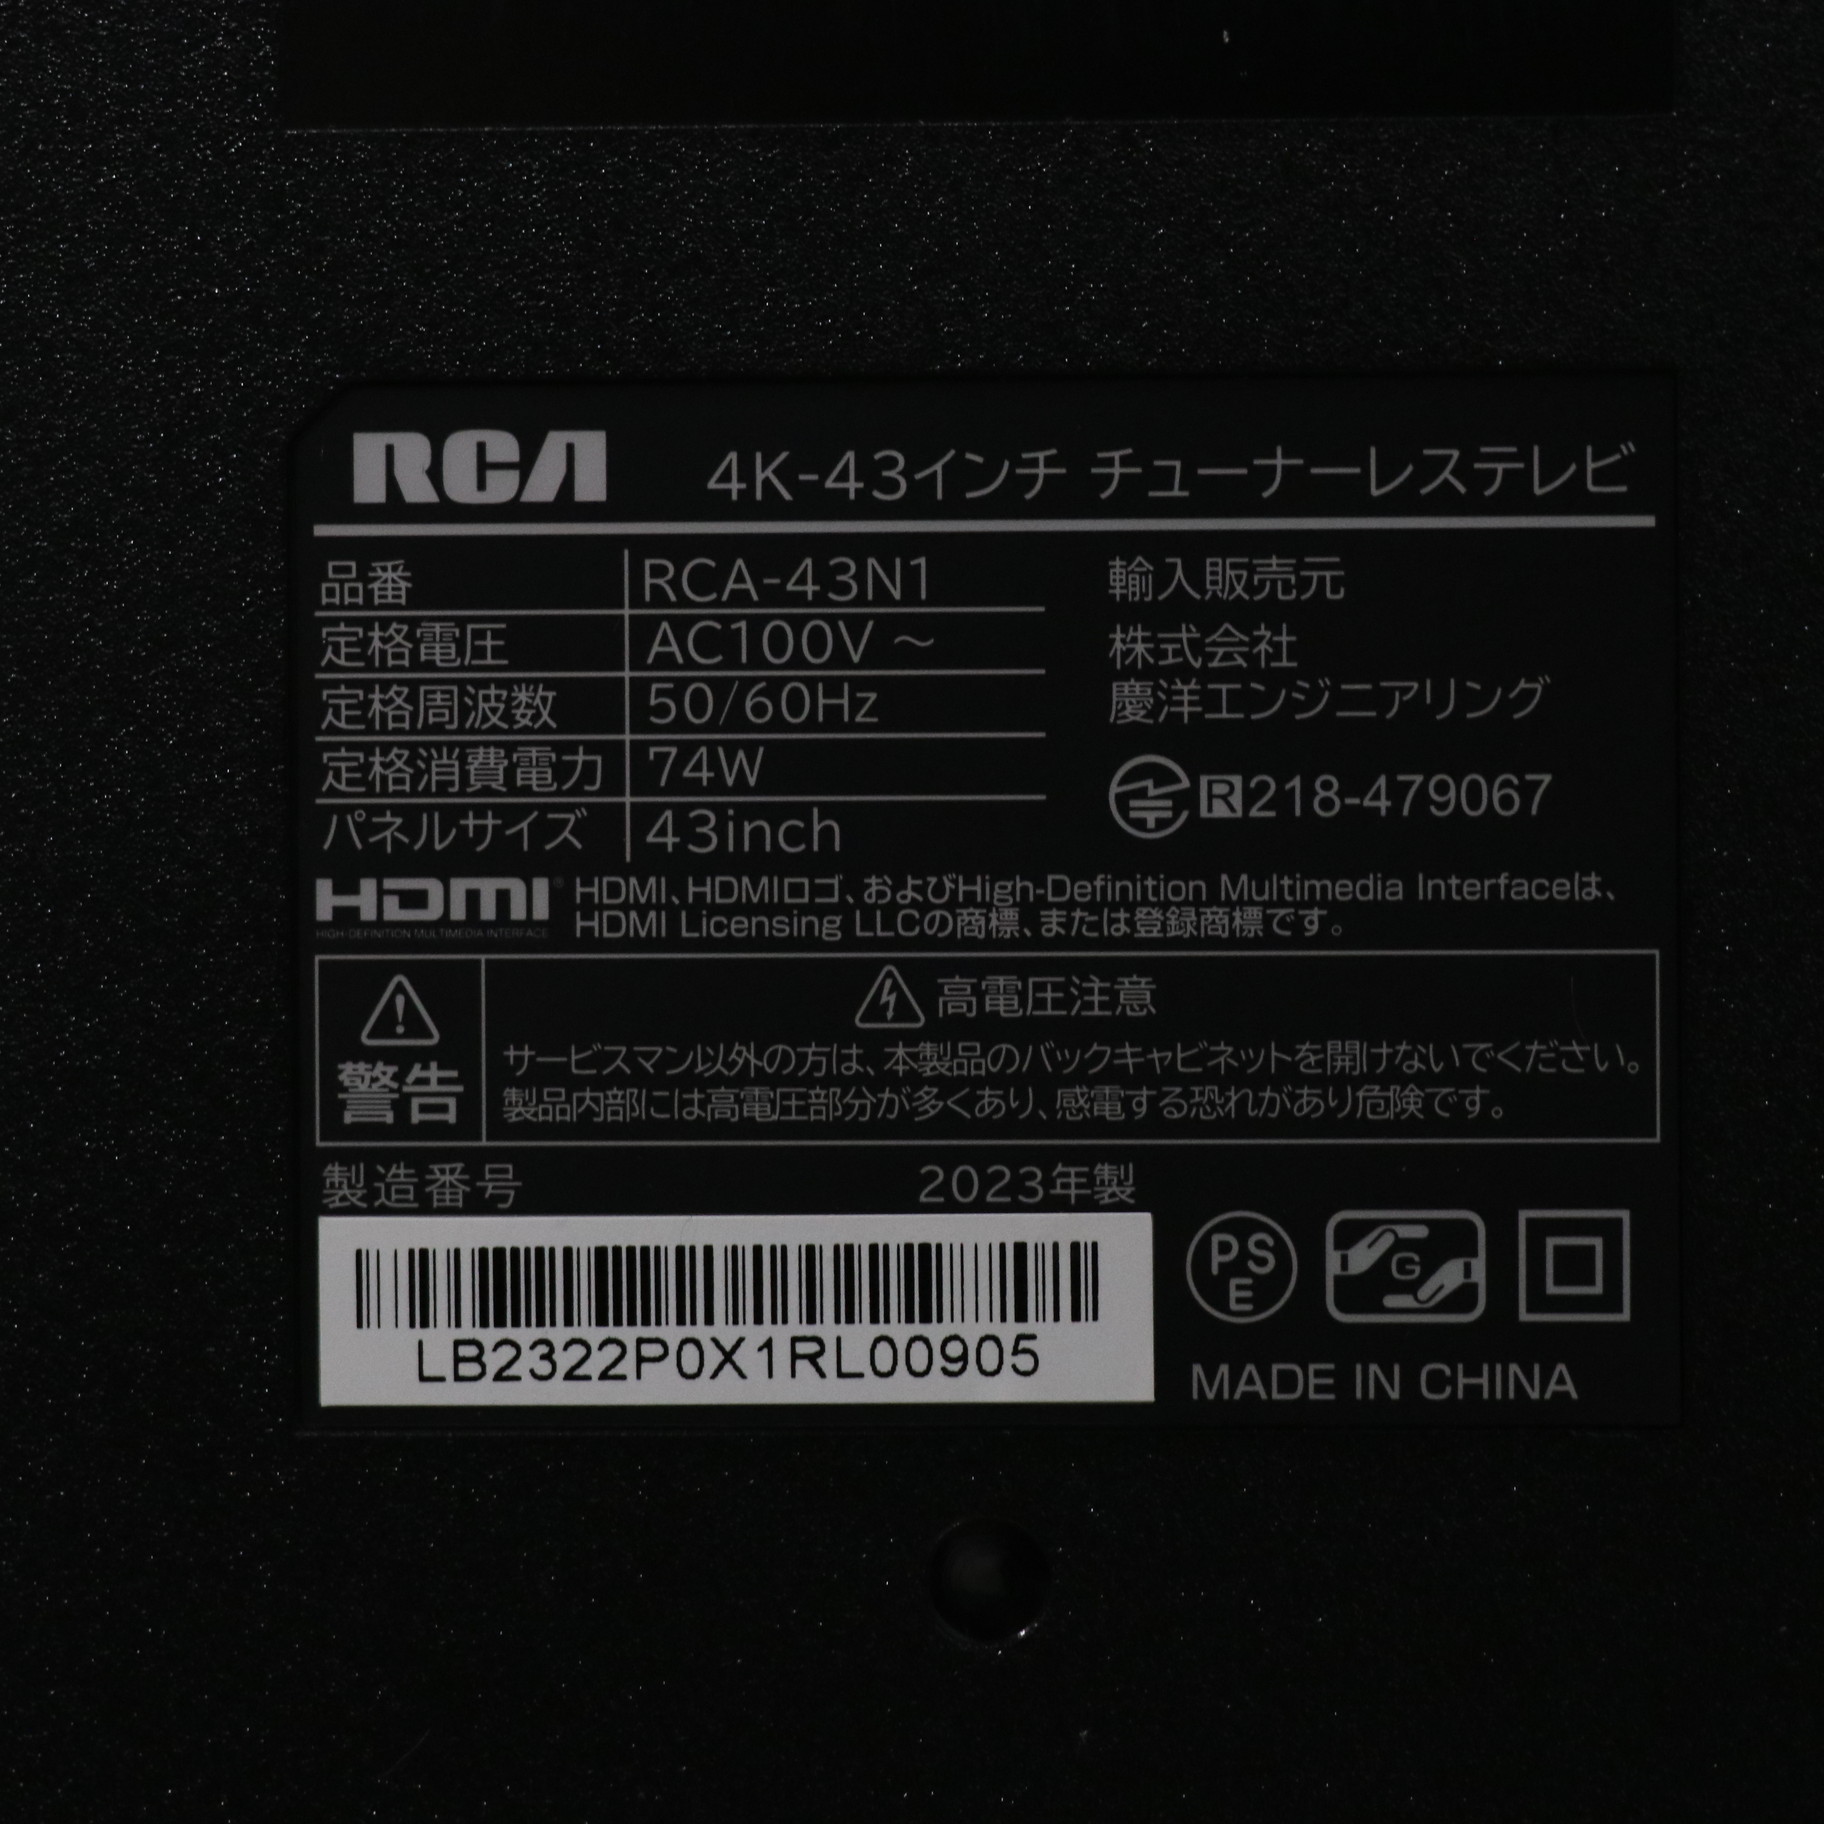 RCA 4K-43インチ チューナーレステレビ
品番 RCA-43N1
定格電圧 AC100V ～
定格周波数 50/60Hz
定格消費電力 74W
パネルサイズ 43inch
輸入販売元
株式会社
慶洋エンジニアリング
R 218-479067
HDMI
HIGH-DEFINITION MULTIMEDIA INTERFACE
HDMI、HDMIロゴ、およびHigh-Definition Multimedia Interfaceは、
HDMI Licensing LLCの商標、または登録商標です。
警告
高電圧注意
サービスマン以外の方は、本製品のバックキャビネットを開けないでください。
製品内部には高電圧部分が多くあり、感電する恐れがあり危険です。
製造番号 2023年製
LB2322P0X1RL00905
PS
E
G
MADE IN CHINA